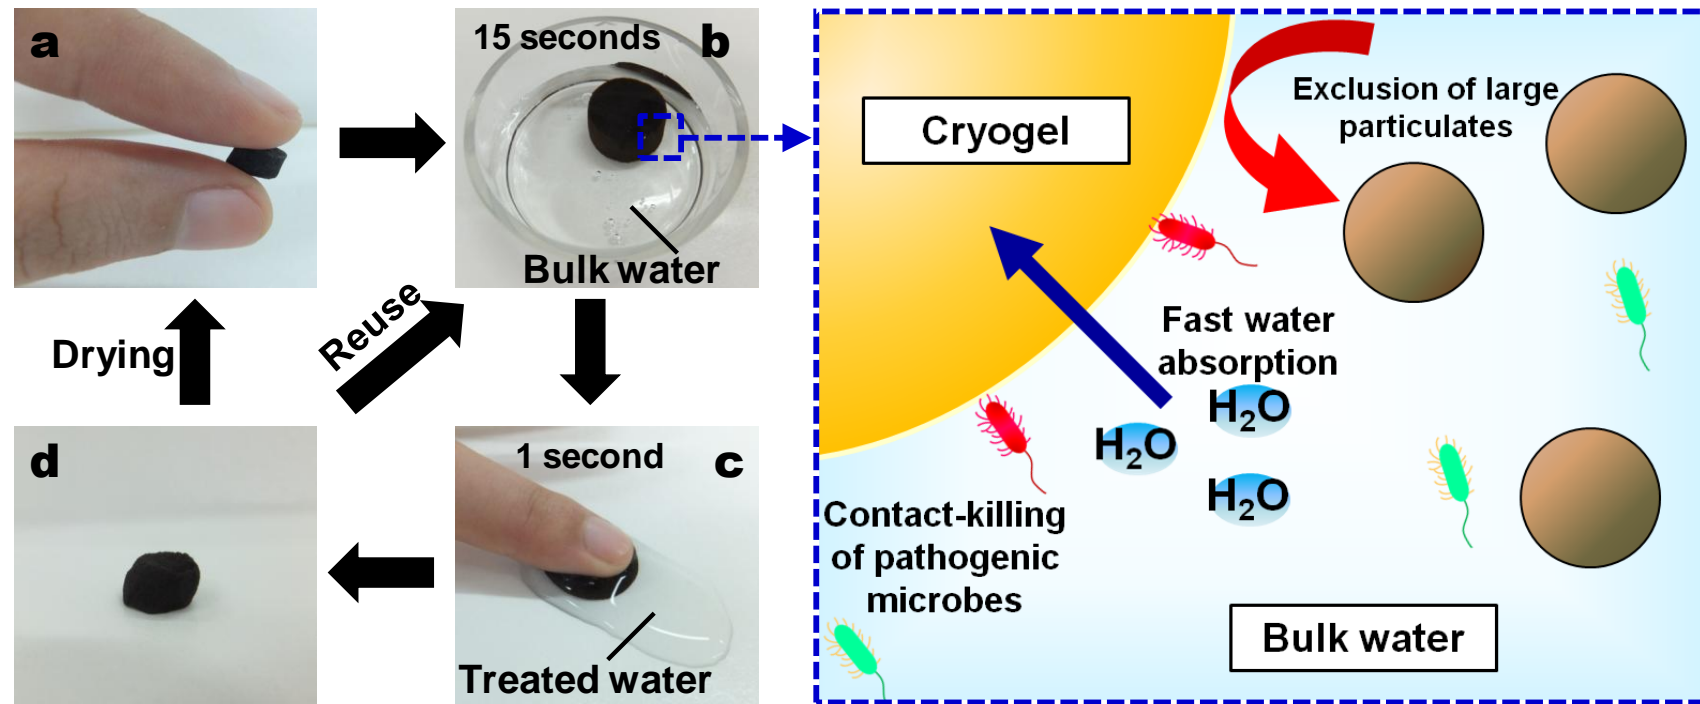 a
15 seconds
b
Bulk water
Drying
Reuse
d
1 second
c
Treated water
Cryogel
Exclusion of large
particulates
Fast water
absorption
H₂O
H₂O
H₂O
Contact-killing
of pathogenic
microbes
Bulk water